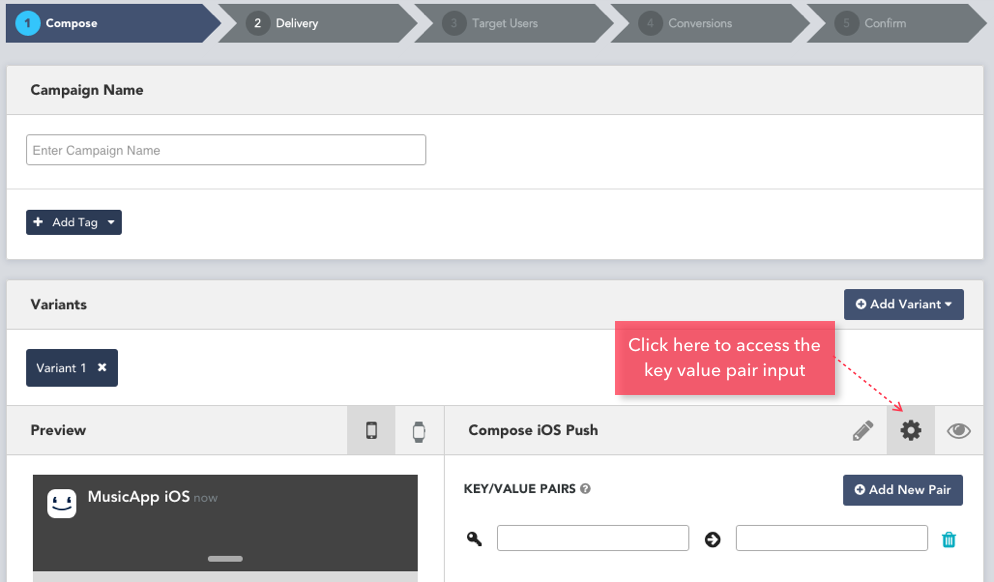 1 Compose
2 Delivery
3 Target Users
4 Conversions
5 Confirm
Campaign Name
Enter Campaign Name
Add Tag
Variants
Add Variant
Variant 1
Click here to access the
key value pair input
Preview
Compose iOS Push
MusicApp iOS now
KEY/VALUE PAIRS
Add New Pair